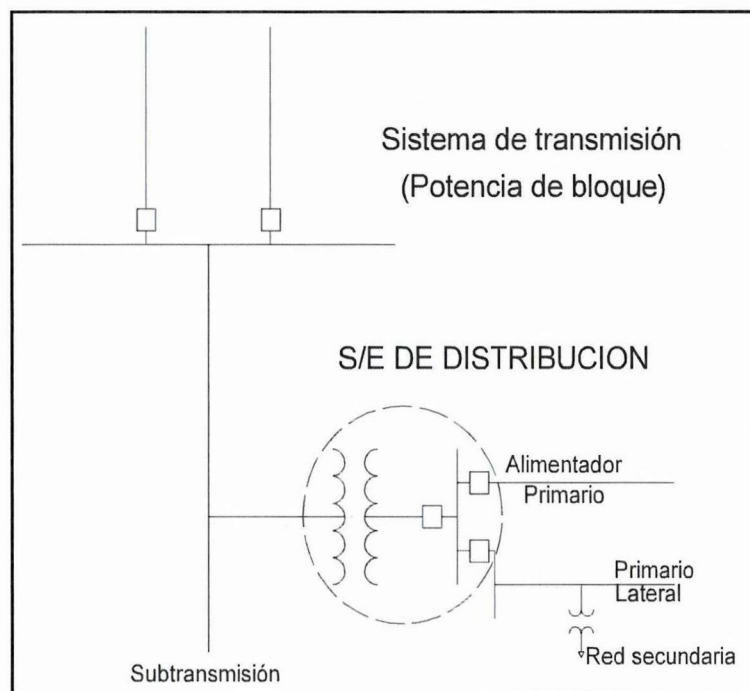 Sistema de transmisión
(Potencia de bloque)
S/E DE DISTRIBUCION
Alimentador
Primario
Primario
Lateral
Red secundaria
Subtransmisión